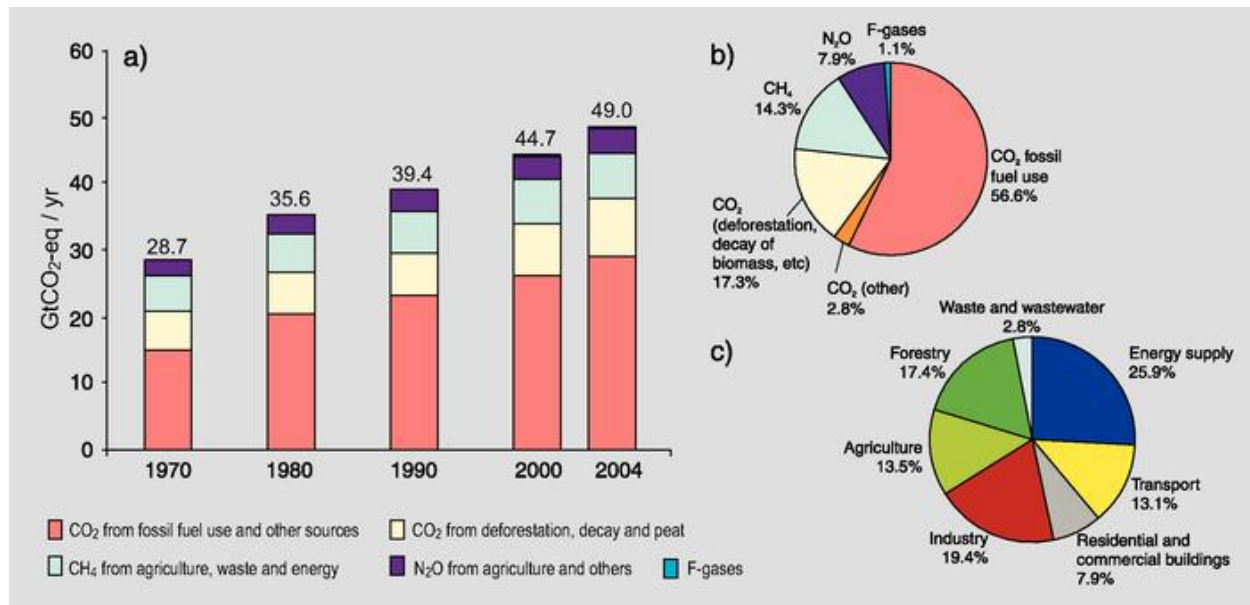 a)
60
50
40
30
20
10
0
GtCO₂-eq / yr
28.7
35.6
39.4
44.7
49.0
1970
1980
1990
2000
2004
CO₂ from fossil fuel use and other sources
CO₂ from deforestation, decay and peat
CH₄ from agriculture, waste and energy
N₂O from agriculture and others
F-gases
b)
F-gases
1.1%
N₂O
7.9%
CH₄
14.3%
CO₂ fossil
fuel use
56.6%
CO₂
(deforestation,
decay of
biomass, etc)
17.3%
CO₂ (other)
2.8%
c)
Waste and wastewater
2.8%
Forestry
17.4%
Energy supply
25.9%
Agriculture
13.5%
Transport
13.1%
Industry
19.4%
Residential and
commercial buildings
7.9%